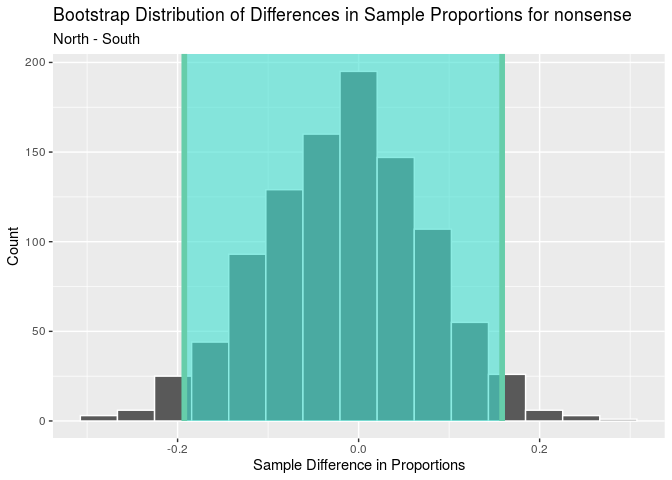 Bootstrap Distribution of Differences in Sample Proportions for nonsense
North - South
200
150
100
50
0
Count
-0.2
0.0
0.2
Sample Difference in Proportions